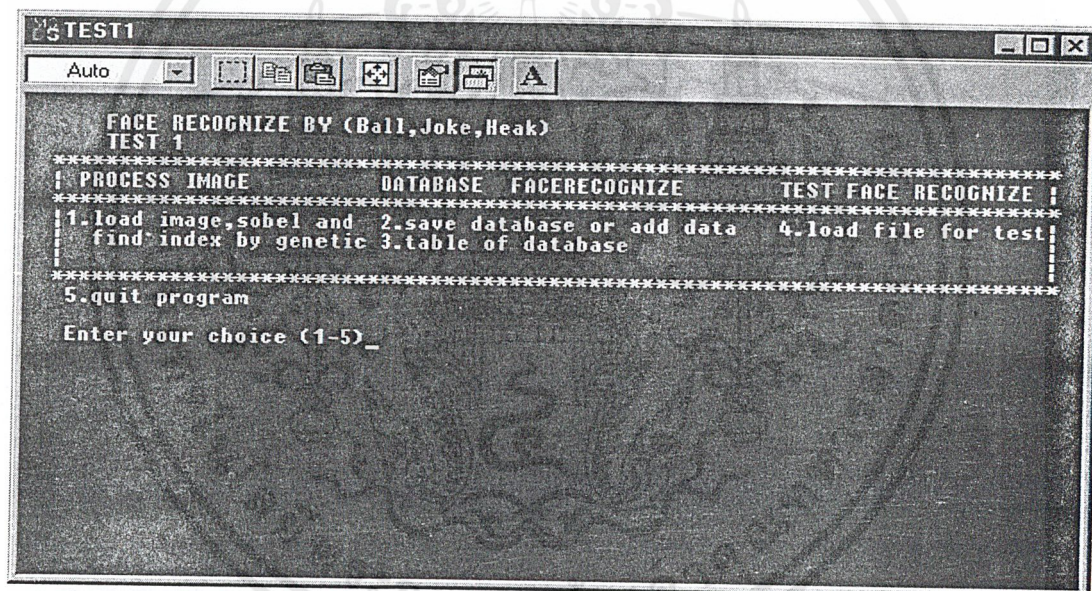 TEST1
Auto
A
FACE RECOGNIZE BY (Ball,Joke,Heak)
TEST 1
*******************************************************************************
| PROCESS IMAGE DATABASE FACERECOGNIZE TEST FACE RECOGNIZE |
*******************************************************************************
|1.load image,sobel and 2.save database or add data 4.load file for test|
find index by genetic 3.table of database
*******************************************************************************
5.quit program
Enter your choice (1-5)_